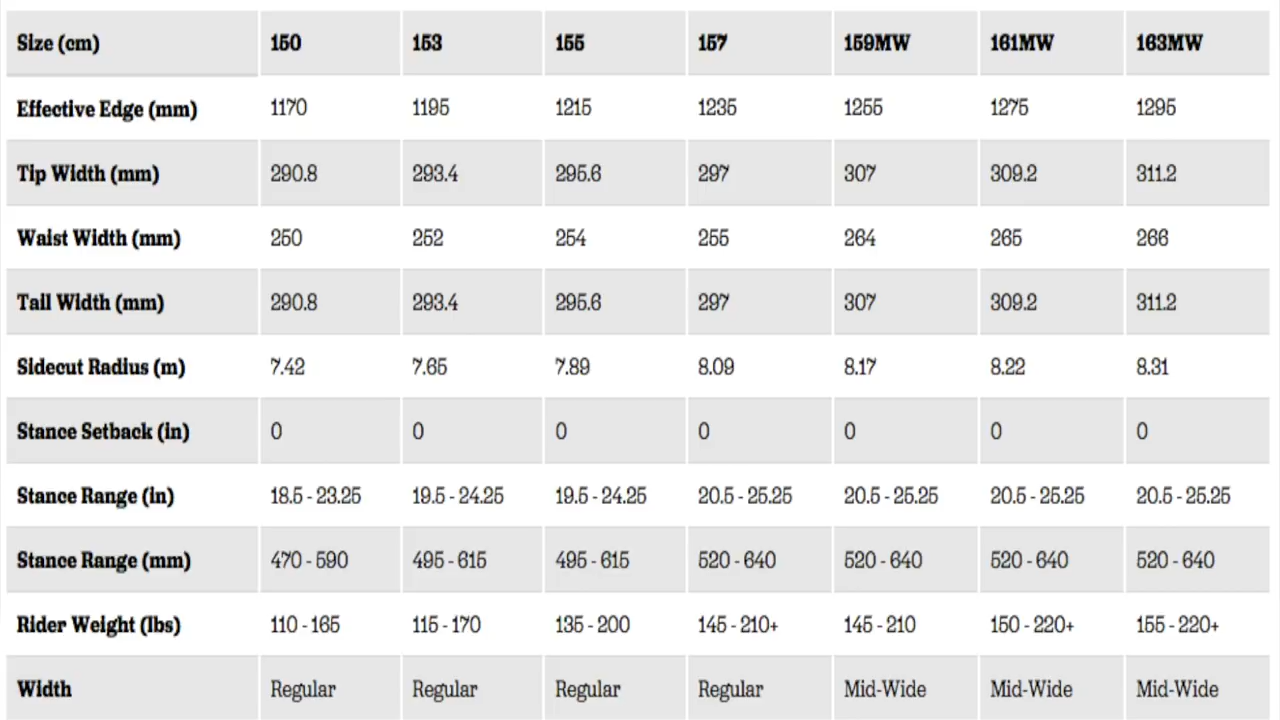 Size (cm) 150 153 155 157 159MW 161MW 163MW
Effective Edge (mm) 1170 1195 1215 1235 1255 1275 1295
Tip Width (mm) 290.8 293.4 295.6 297 307 309.2 311.2
Waist Width (mm) 250 252 254 255 264 265 266
Tail Width (mm) 290.8 293.4 295.6 297 307 309.2 311.2
Sidecut Radius (m) 7.42 7.65 7.89 8.09 8.17 8.22 8.31
Stance Setback (in) 0 0 0 0 0 0 0
Stance Range (in) 18.5 - 23.25 19.5 - 24.25 19.5 - 24.25 20.5 - 25.25 20.5 - 25.25 20.5 - 25.25 20.5 - 25.25
Stance Range (mm) 470 - 590 495 - 615 495 - 615 520 - 640 520 - 640 520 - 640 520 - 640
Rider Weight (lbs) 110 - 165 115 - 170 135 - 200 145 - 210+ 145 - 210 150 - 220+ 155 - 220+
Width Regular Regular Regular Regular Mid-Wide Mid-Wide Mid-Wide